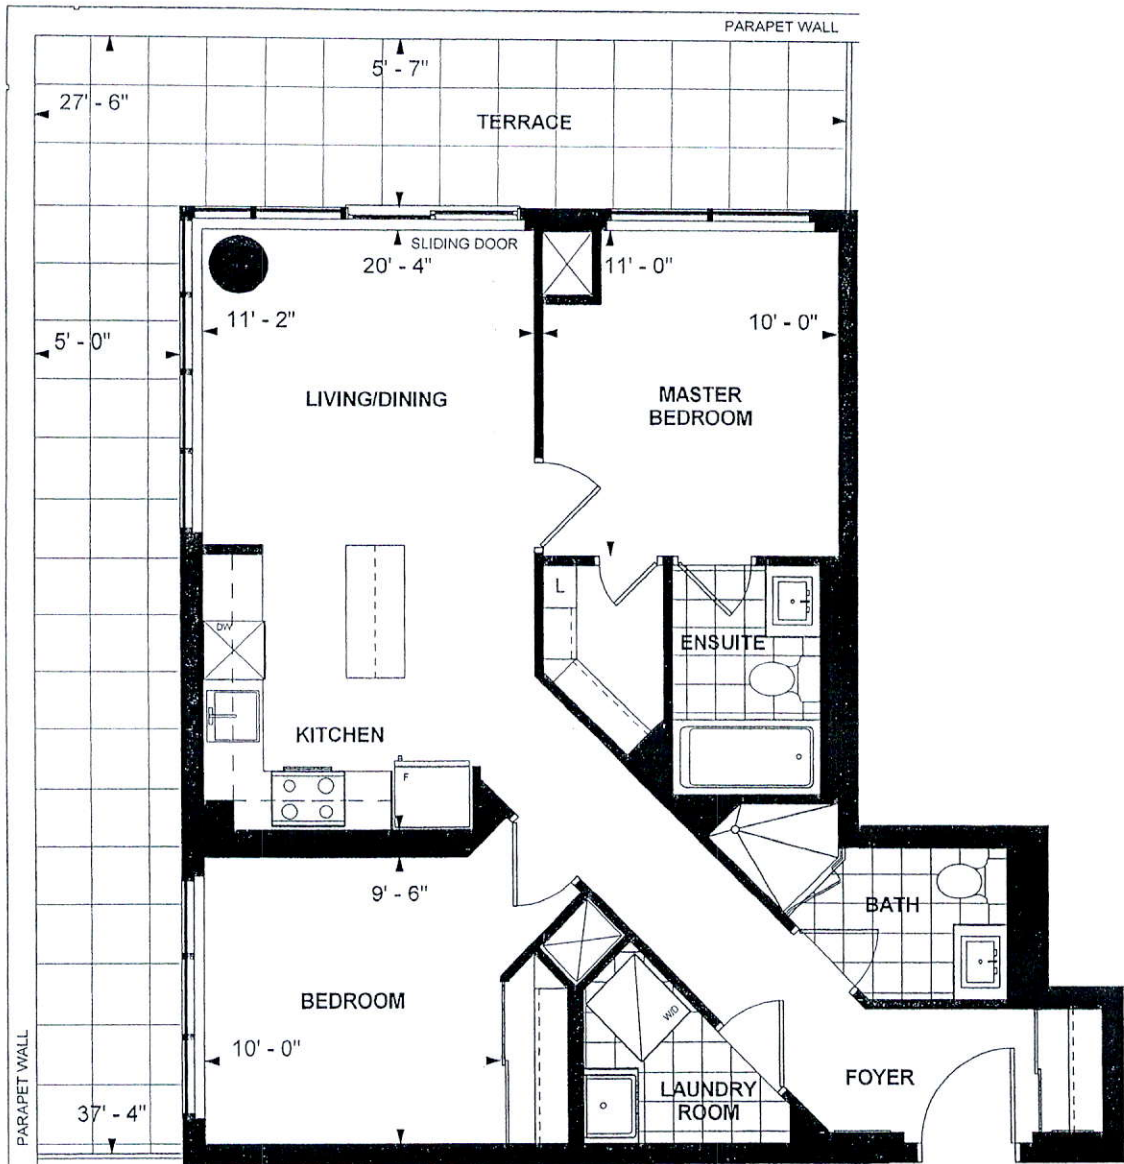 PARAPET WALL
5' - 7"
27' - 6"
TERRACE
SLIDING DOOR
20' - 4"
11' - 0"
11' - 2"
10' - 0"
5' - 0"
LIVING/DINING
MASTER
BEDROOM
L
DW
ENSUITE
KITCHEN
F
9' - 6"
BATH
BEDROOM
W/D
10' - 0"
LAUNDRY
ROOM
FOYER
PARAPET WALL
37' - 4"